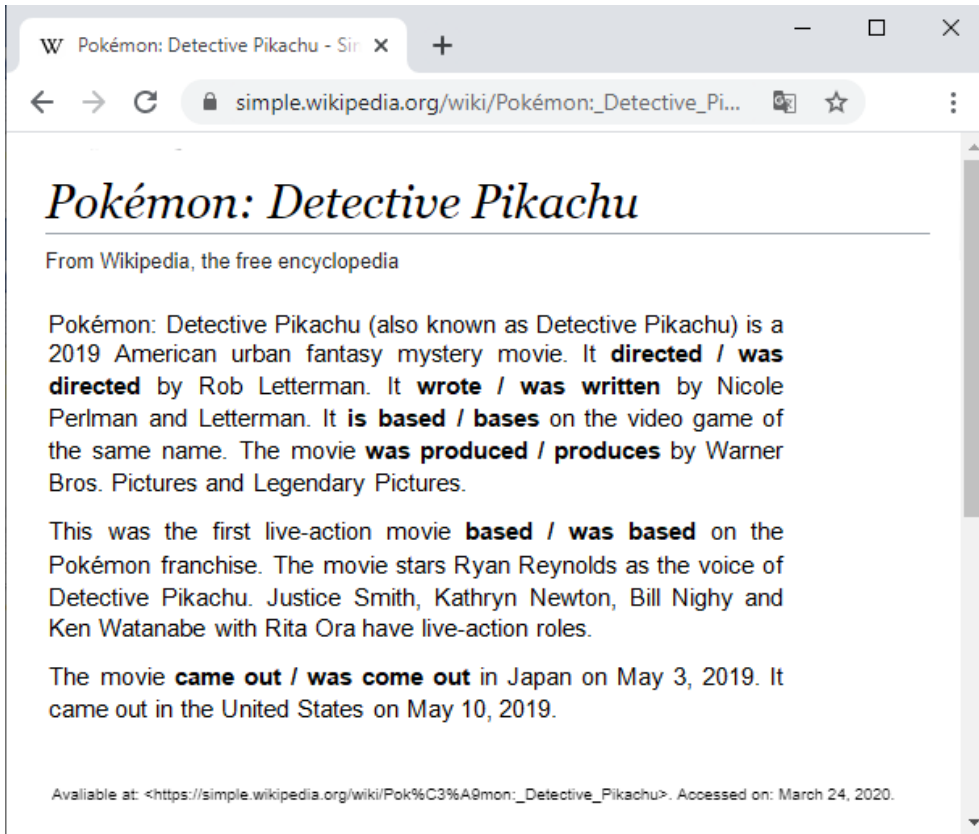 Pokémon: Detective Pikachu - Sin
simple.wikipedia.org/wiki/Pokémon:_Detective_Pi...
Pokémon: Detective Pikachu
From Wikipedia, the free encyclopedia
Pokémon: Detective Pikachu (also known as Detective Pikachu) is a
2019 American urban fantasy mystery movie. It directed / was
directed by Rob Letterman. It wrote / was written by Nicole
Perlman and Letterman. It is based / bases on the video game of
the same name. The movie was produced / produces by Warner
Bros. Pictures and Legendary Pictures.
This was the first live-action movie based / was based on the
Pokémon franchise. The movie stars Ryan Reynolds as the voice of
Detective Pikachu. Justice Smith, Kathryn Newton, Bill Nighy and
Ken Watanabe with Rita Ora have live-action roles.
The movie came out / was come out in Japan on May 3, 2019. It
came out in the United States on May 10, 2019.
Avaliable at: <https://simple.wikipedia.org/wiki/Pok%C3%A9mon:_Detective_Pikachu>. Accessed on: March 24, 2020.